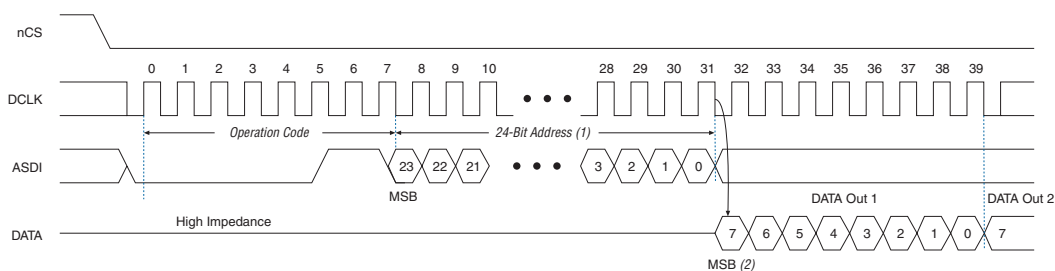 nCS
0 1 2 3 4 5 6 7 8 9 10 28 29 30 31 32 33 34 35 36 37 38 39
DCLK
Operation Code 24-Bit Address (1)
ASDI 23 22 21 3 2 1 0
MSB
DATA Out 1 DATA Out 2
High Impedance
DATA 7 6 5 4 3 2 1 0 7
MSB (2)